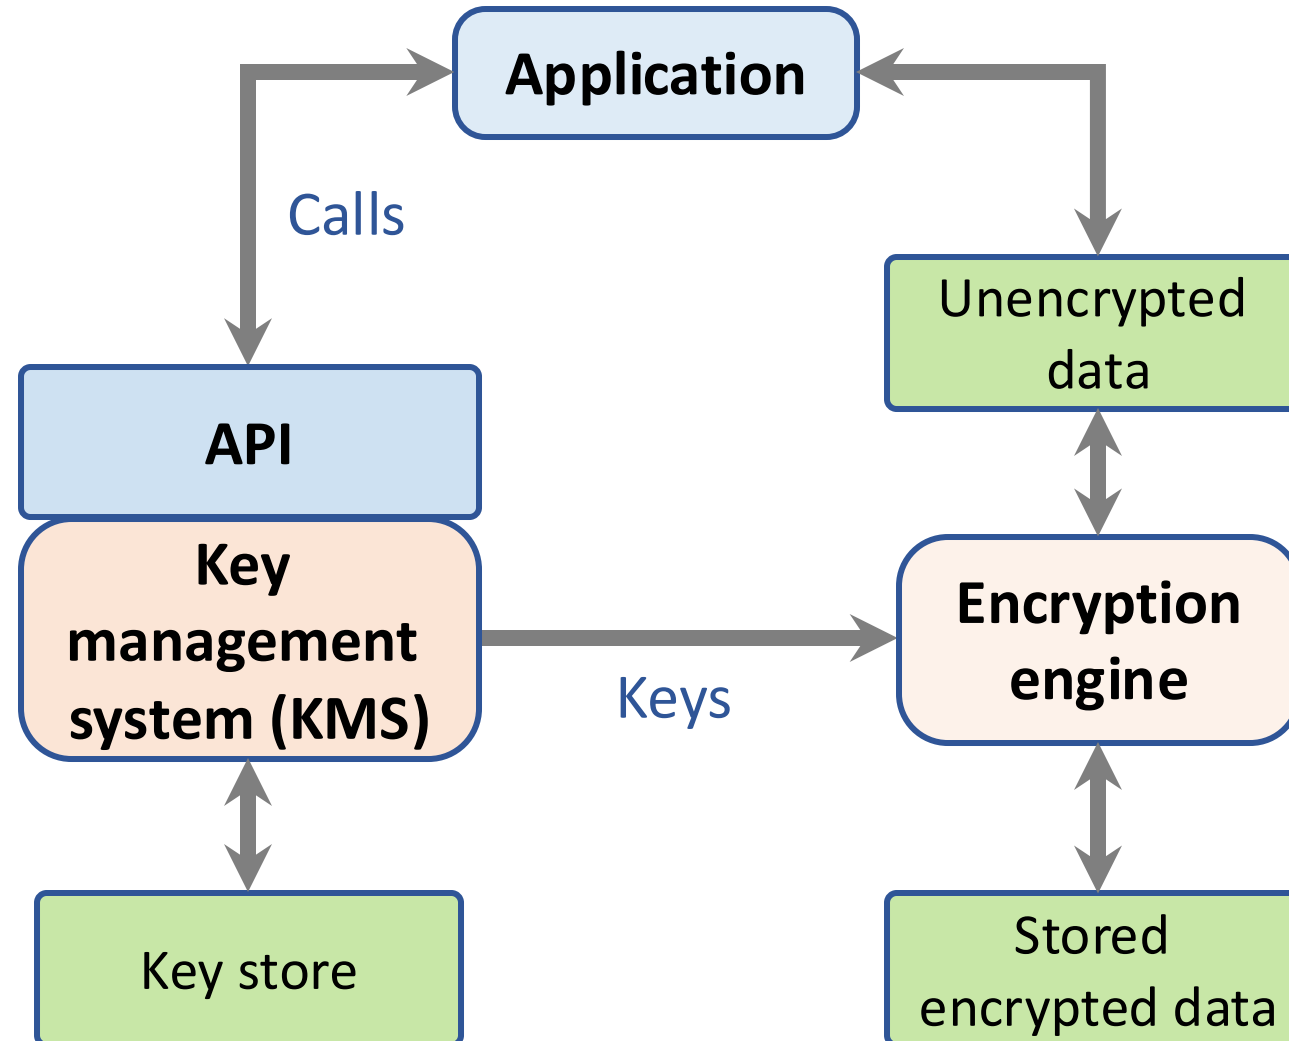 Application
Calls
Unencrypted
data
API
Key
management
system (KMS)
Encryption
engine
Keys
Key store
Stored
encrypted data